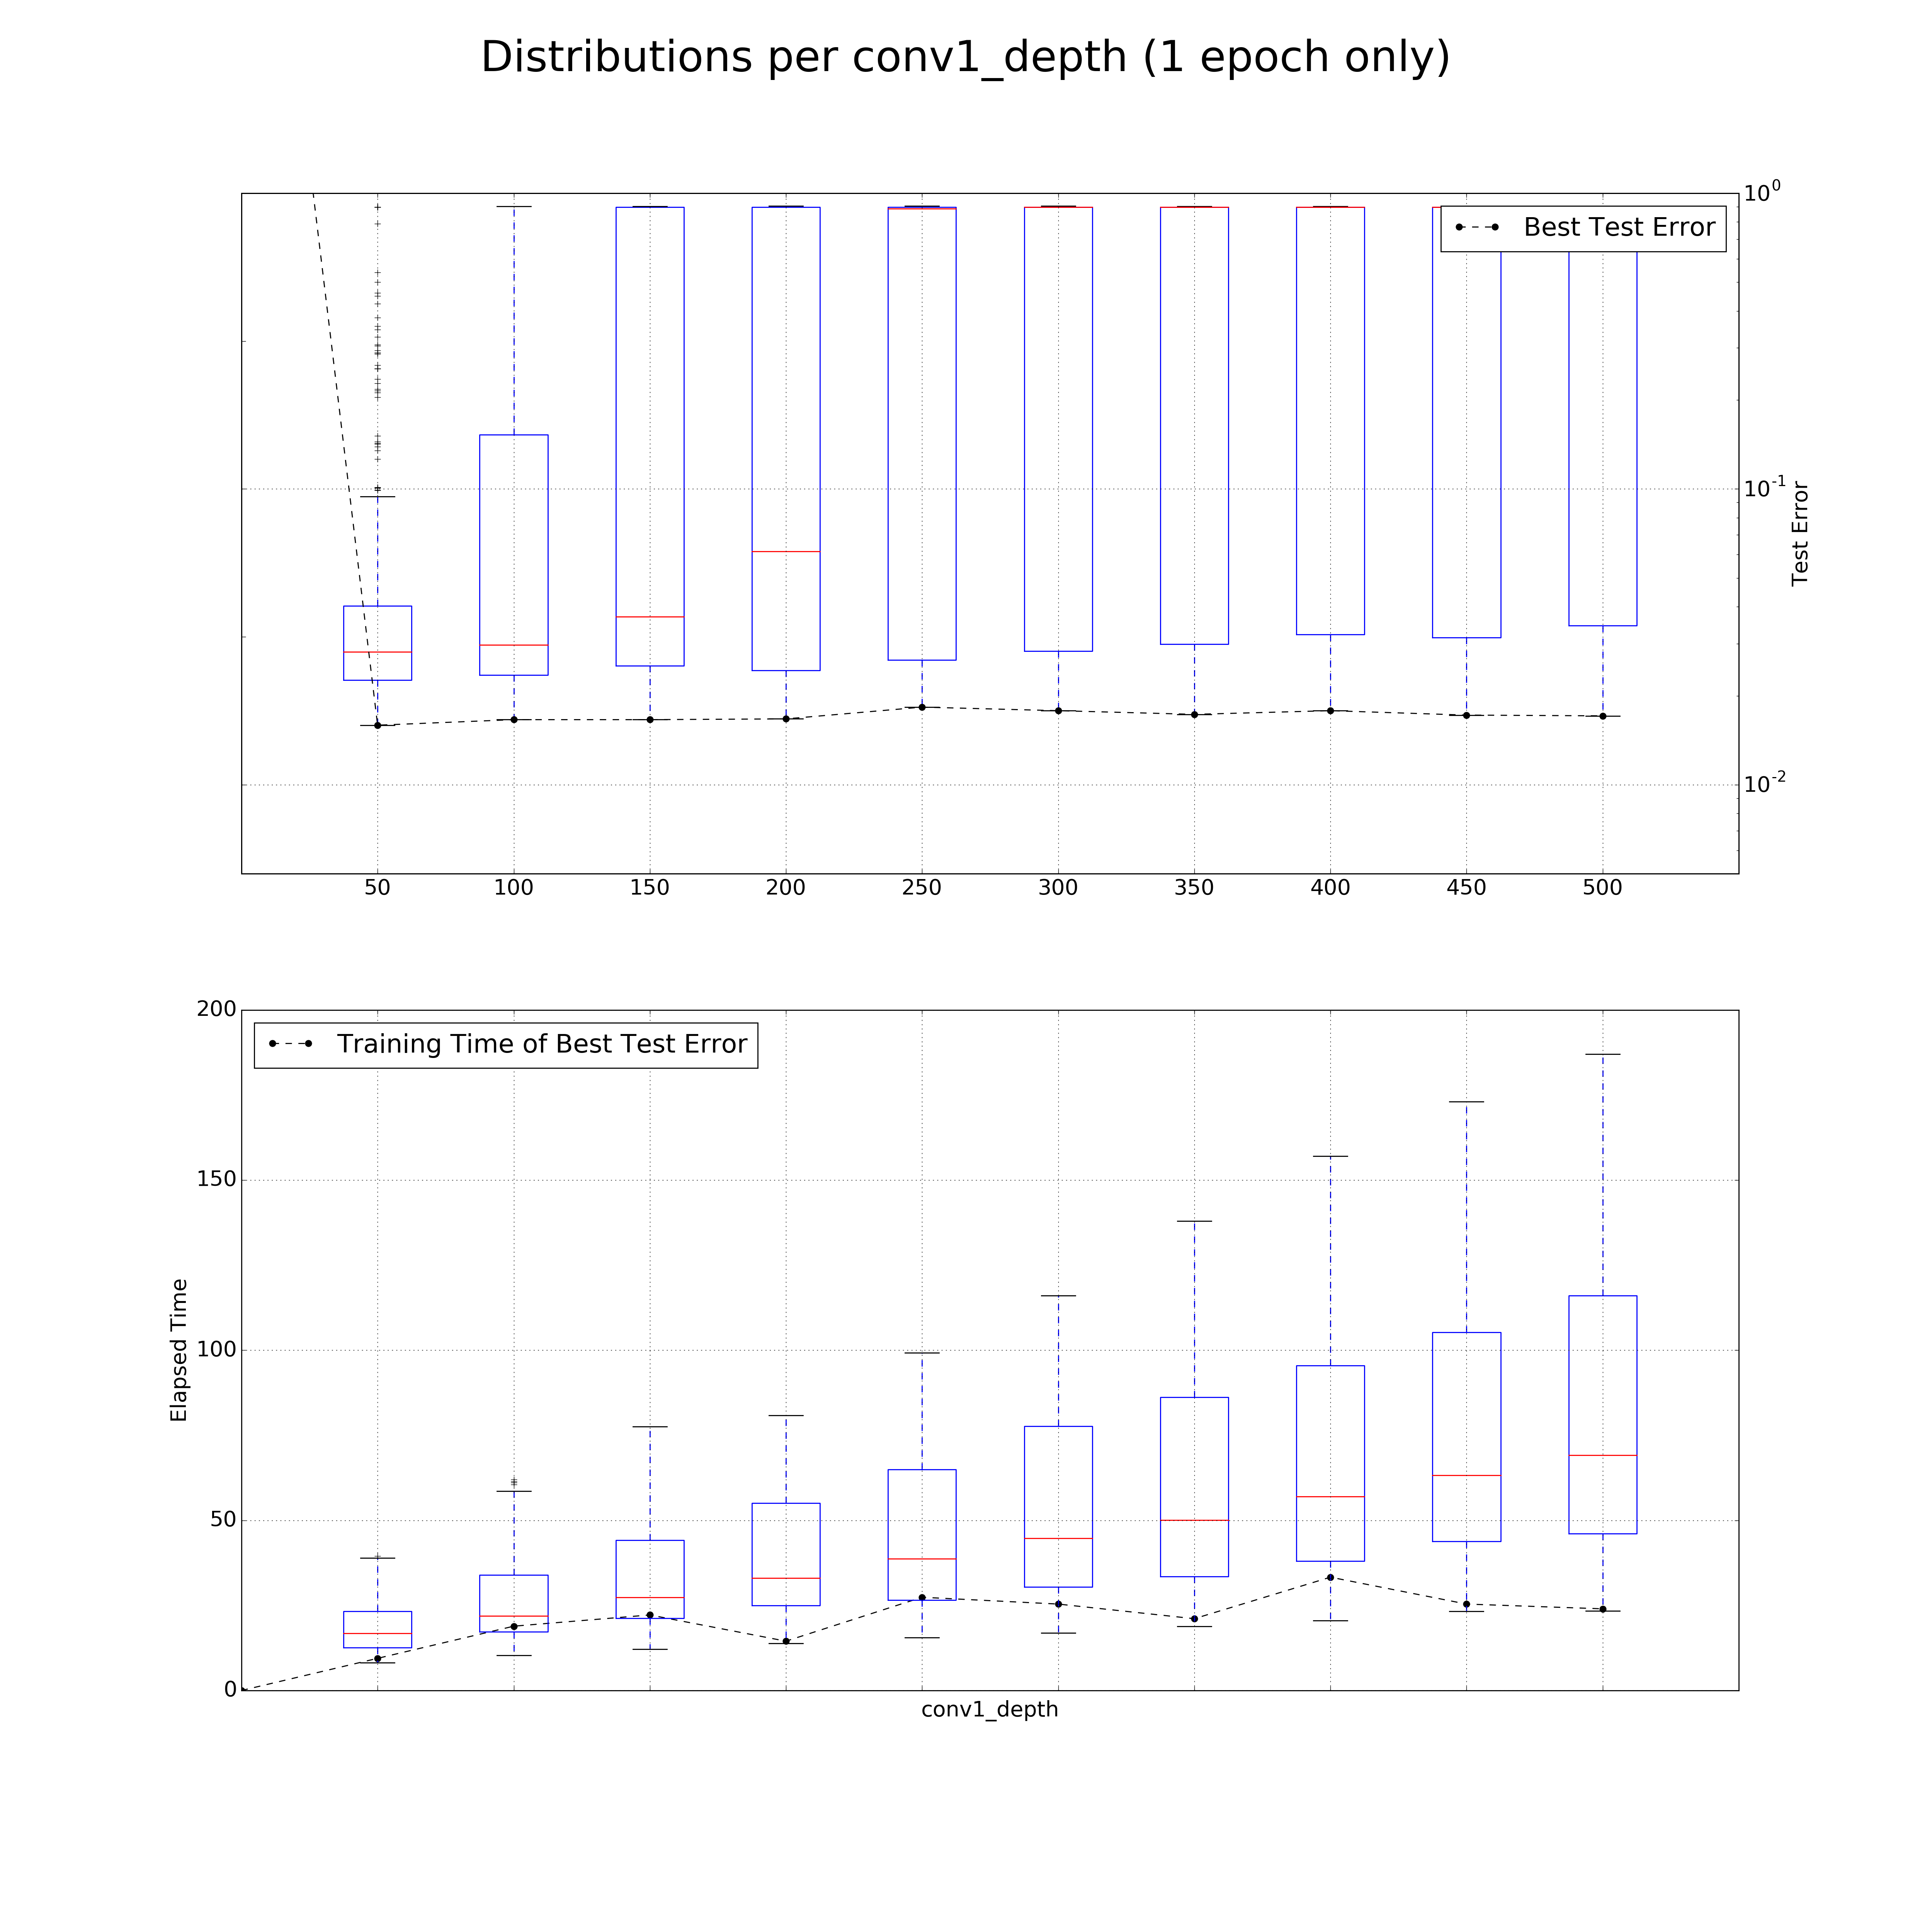 Distributions per conv1_depth (1 epoch only)
10^0
Best Test Error
10^-1
Test Error
10^-2
50 100 150 200 250 300 350 400 450 500
200
Training Time of Best Test Error
150
100
Elapsed Time
50
0
conv1_depth